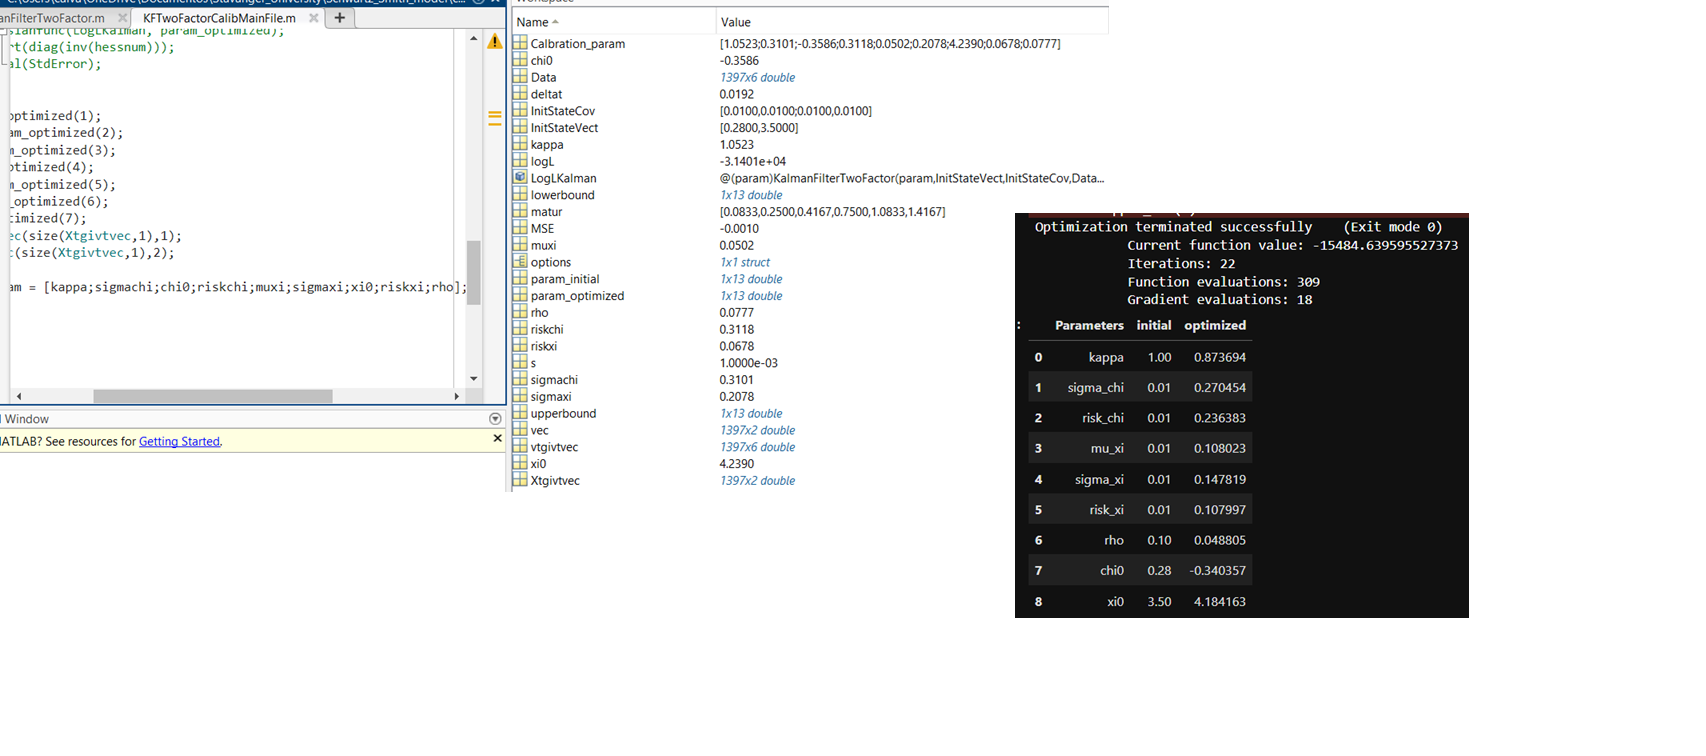 anFilterTwoFactor.m KFTwoFactorCalibMainFile.m
sianfunc(LogLKalman, param_optimized);
rt(diag(inv(hessnum)));
al(StdError);
optimized(1);
am_optimized(2);
m_optimized(3);
ptimized(4);
m_optimized(5);
_optimized(6);
timized(7);
ec(size(Xtgivtvec,1),1);
c(size(Xtgivtvec,1),2);
am = [kappa;sigmachi;chi0;riskchi;muxi;sigmaxi;xi0;riskxi;rho];
Window
ATLAB? See resources for Getting Started.
Name Value
Calbration_param [1.0523;0.3101;-0.3586;0.3118;0.0502;0.2078;4.2390;0.0678;0.0777]
chi0 -0.3586
Data 1397x6 double
deltat 0.0192
InitStateCov [0.0100,0.0100;0.0100,0.0100]
InitStateVect [0.2800,3.5000]
kappa 1.0523
logL -3.1401e+04
LogLKalman @(param)KalmanFilterTwoFactor(param,InitStateVect,InitStateCov,Data...
lowerbound 1x13 double
matur [0.0833,0.2500,0.4167,0.7500,1.0833,1.4167]
MSE -0.0010
muxi 0.0502
options 1x1 struct
param_initial 1x13 double
param_optimized 1x13 double
rho 0.0777
riskchi 0.3118
riskxi 0.0678
s 1.0000e-03
sigmachi 0.3101
sigmaxi 0.2078
upperbound 1x13 double
vec 1397x2 double
vtgivtvec 1397x6 double
xi0 4.2390
Xtgivtvec 1397x2 double
Optimization terminated successfully (Exit mode 0)
Current function value: -15484.639595527373
Iterations: 22
Function evaluations: 309
Gradient evaluations: 18
: Parameters initial optimized
0 kappa 1.00 0.873694
1 sigma_chi 0.01 0.270454
2 risk_chi 0.01 0.236383
3 mu_xi 0.01 0.108023
4 sigma_xi 0.01 0.147819
5 risk_xi 0.01 0.107997
6 rho 0.10 0.048805
7 chi0 0.28 -0.340357
8 xi0 3.50 4.184163